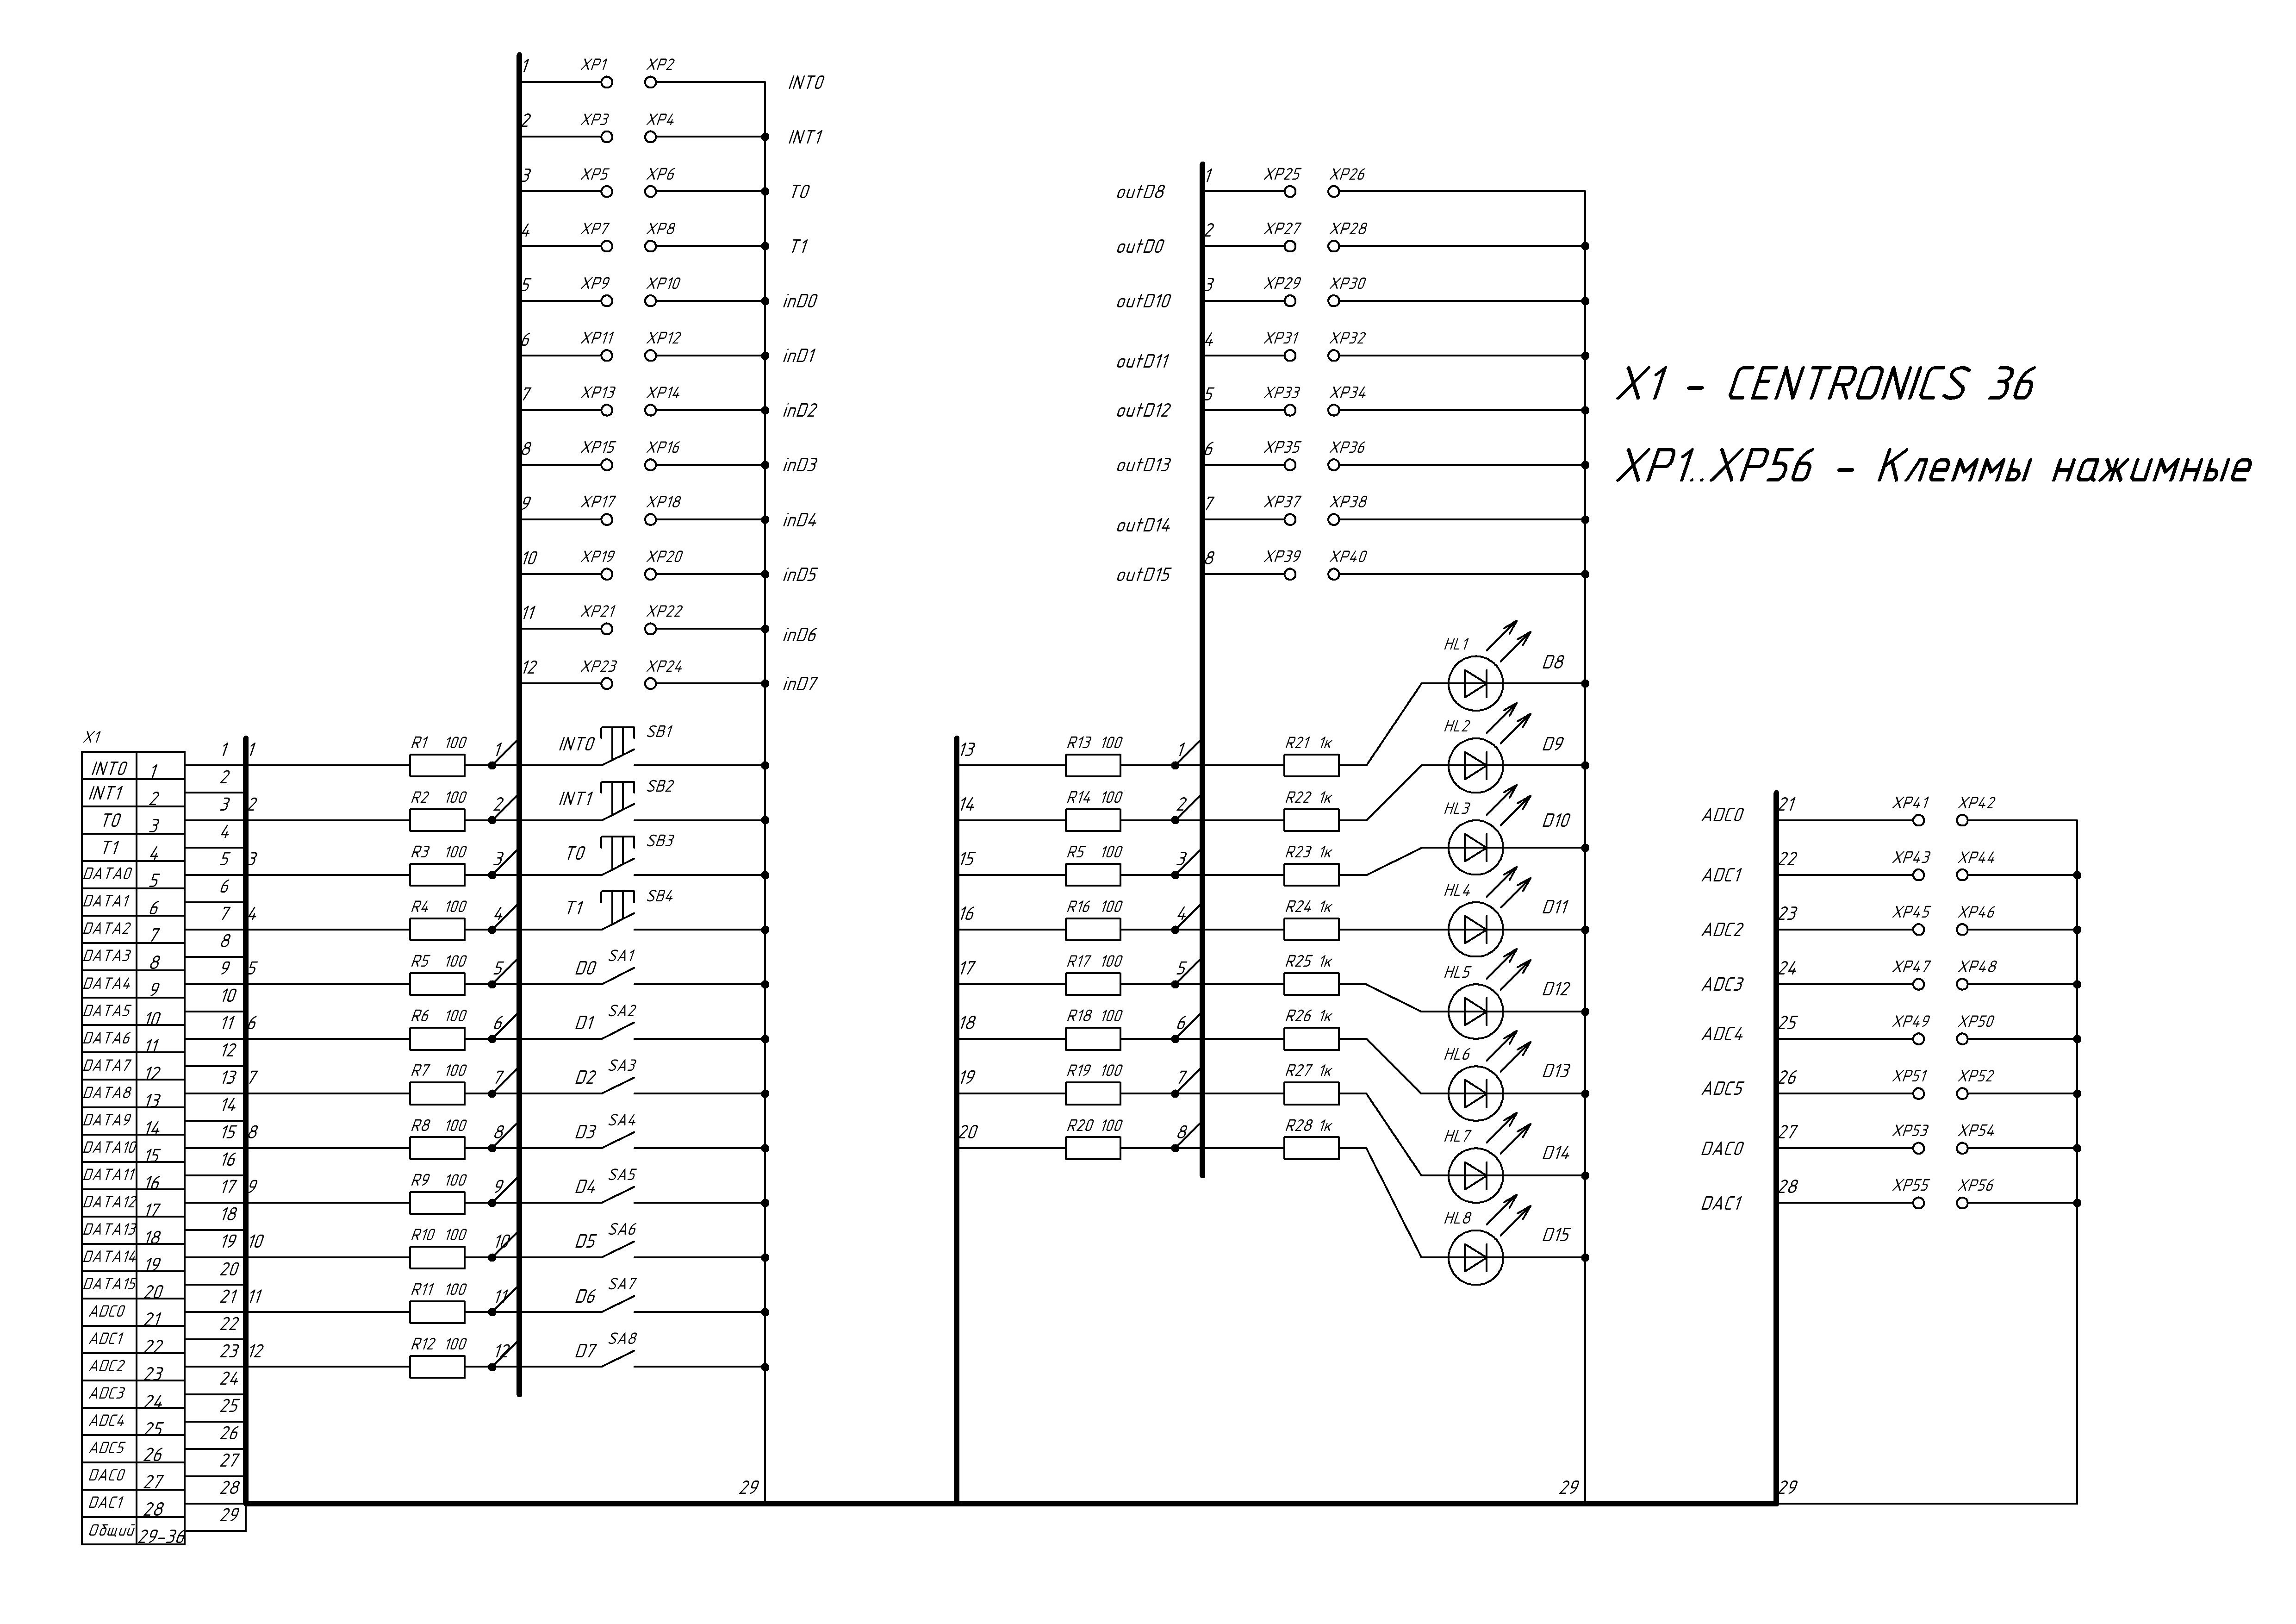 1 XP1 XP2 INT0
2 XP3 XP4 INT1
3 XP5 XP6 T0
4 XP7 XP8 T1
5 XP9 XP10 inD0
6 XP11 XP12 inD1
7 XP13 XP14 inD2
8 XP15 XP16 inD3
9 XP17 XP18 inD4
10 XP19 XP20 inD5
11 XP21 XP22 inD6
12 XP23 XP24 inD7
outD8 1 XP25 XP26
outD0 2 XP27 XP28
outD10 3 XP29 XP30
outD11 4 XP31 XP32
outD12 5 XP33 XP34
outD13 6 XP35 XP36
outD14 7 XP37 XP38
outD15 8 XP39 XP40
X1 - CENTRONICS 36
XP1..XP56 - Клеммы нажимные
X1
INT0 1
INT1 2
T0 3
T1 4
DATA0 5
DATA1 6
DATA2 7
DATA3 8
DATA4 9
DATA5 10
DATA6 11
DATA7 12
DATA8 13
DATA9 14
DATA10 15
DATA11 16
DATA12 17
DATA13 18
DATA14 19
DATA15 20
ADC0 21
ADC1 22
ADC2 23
ADC3 24
ADC4 25
ADC5 26
DAC0 27
DAC1 28
Общий 29-36
1
2
3
4
5
6
7
8
9
10
11
12
13
14
15
16
17
18
19
20
21
22
23
24
25
26
27
28
29
1 R1 100 1 INT0 SB1
2 R2 100 2 INT1 SB2
3 R3 100 3 T0 SB3
4 R4 100 4 T1 SB4
5 R5 100 5 D0 SA1
6 R6 100 6 D1 SA2
7 R7 100 7 D2 SA3
8 R8 100 8 D3 SA4
9 R9 100 9 D4 SA5
10 R10 100 10 D5 SA6
11 R11 100 11 D6 SA7
12 R12 100 12 D7 SA8
29
13 R13 100 1 R21 1к
14 R14 100 2 R22 1к
15 R5 100 3 R23 1к
16 R16 100 4 R24 1к
17 R17 100 5 R25 1к
18 R18 100 6 R26 1к
19 R19 100 7 R27 1к
20 R20 100 8 R28 1к
HL1 D8
HL2 D9
HL3 D10
HL4 D11
HL5 D12
HL6 D13
HL7 D14
HL8 D15
29
ADC0 21 XP41 XP42
ADC1 22 XP43 XP44
ADC2 23 XP45 XP46
ADC3 24 XP47 XP48
ADC4 25 XP49 XP50
ADC5 26 XP51 XP52
DAC0 27 XP53 XP54
DAC1 28 XP55 XP56
29